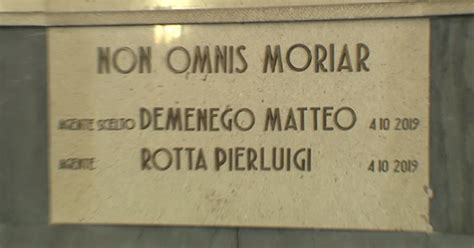 NON OMNIS MORIAR
AGENTE SCELTO DEMENEGO MATTEO 4 10 2019
AGENTE ROTTA PIERLUIGI 4 10 2019